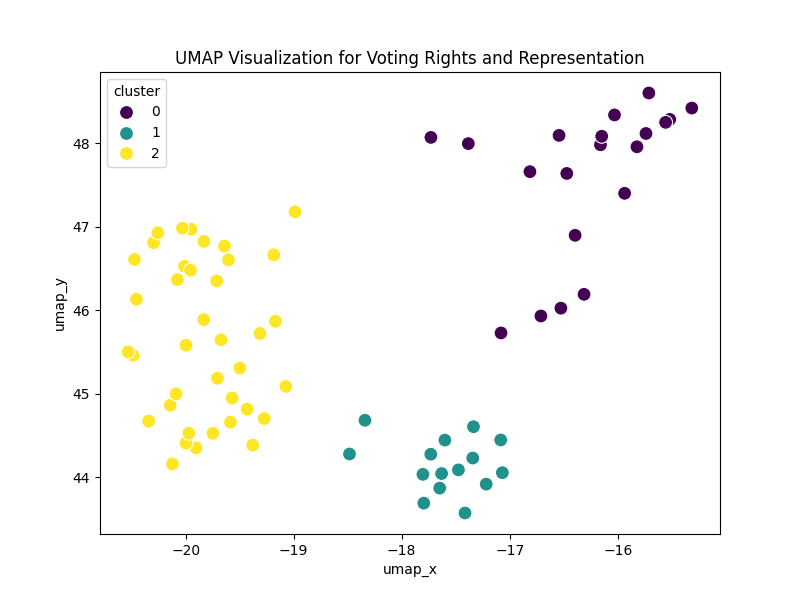 UMAP Visualization for Voting Rights and Representation
cluster
0
1
2
48
47
46
45
44
umap_y
−20 −19 −18 −17 −16
umap_x